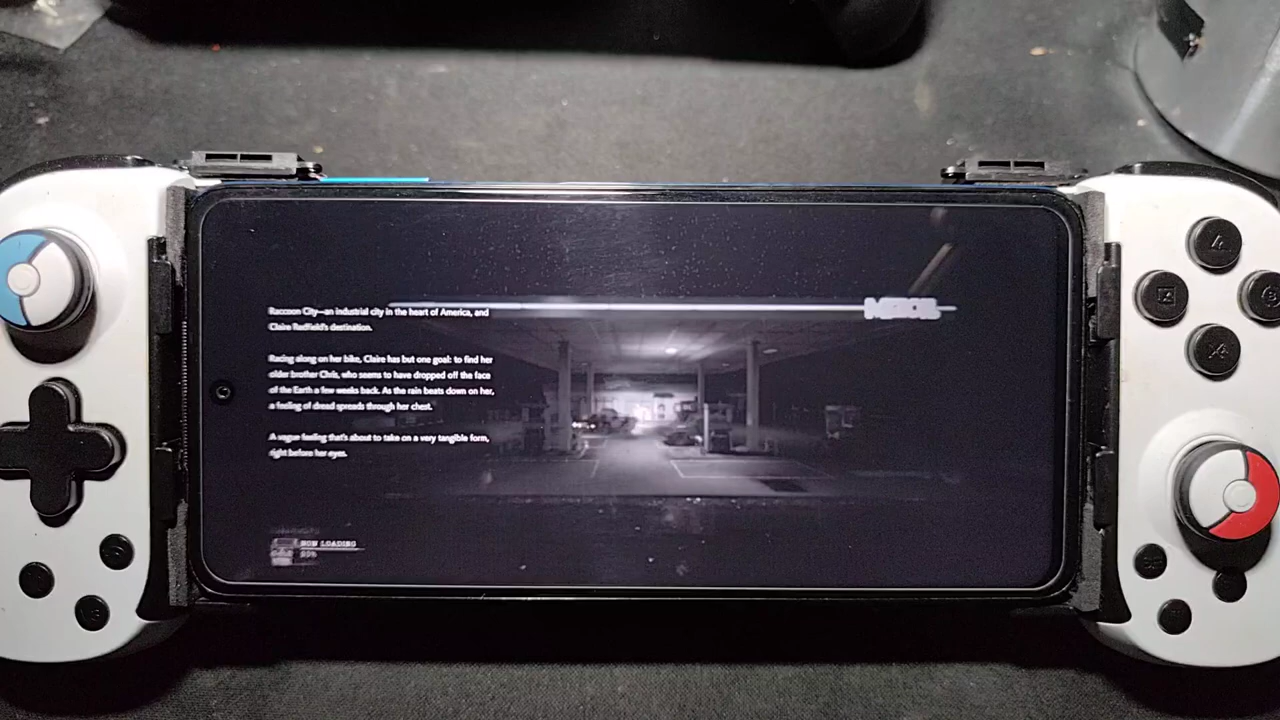 MIZOIL
Raccoon City—an industrial city in the heart of America, and
Claire Redfield's destination.
Racing along on her bike, Claire has but one goal: to find her
older brother Chris, who seems to have dropped off the face
of the Earth a few weeks back. As the rain beats down on her,
a feeling of dread spreads through her chest.
A vague feeling that's about to take on a very tangible form,
right before her eyes.
NOW LOADING